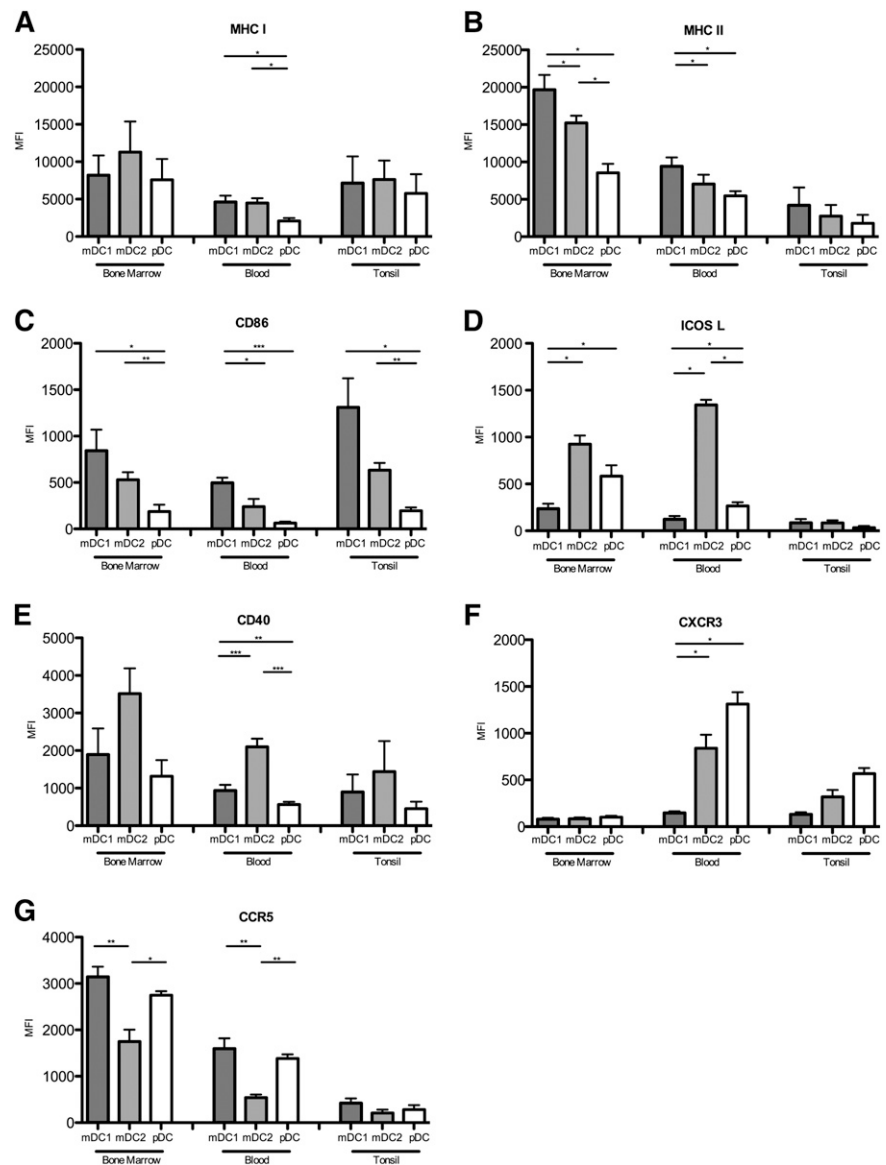 A
MHC I
25000
20000
15000
10000
5000
0
MFI
* *
mDC1 mDC2 pDC mDC1 mDC2 pDC mDC1 mDC2 pDC
Bone Marrow Blood Tonsil
B
MHC II
25000
20000
15000
10000
5000
0
MFI
* * * * *
mDC1 mDC2 pDC mDC1 mDC2 pDC mDC1 mDC2 pDC
Bone Marrow Blood Tonsil
C
CD86
2000
1500
1000
500
0
MFI
* ** *** * * **
mDC1 mDC2 pDC mDC1 mDC2 pDC mDC1 mDC2 pDC
Bone Marrow Blood Tonsil
D
ICOS L
2000
1500
1000
500
0
MFI
* * * * *
mDC1 mDC2 pDC mDC1 mDC2 pDC mDC1 mDC2 pDC
Bone Marrow Blood Tonsil
E
CD40
5000
4000
3000
2000
1000
0
MFI
** *** ***
mDC1 mDC2 pDC mDC1 mDC2 pDC mDC1 mDC2 pDC
Bone Marrow Blood Tonsil
F
CXCR3
2000
1500
1000
500
0
MFI
* *
mDC1 mDC2 pDC mDC1 mDC2 pDC mDC1 mDC2 pDC
Bone Marrow Blood Tonsil
G
CCR5
4000
3000
2000
1000
0
MFI
** * ** **
mDC1 mDC2 pDC mDC1 mDC2 pDC mDC1 mDC2 pDC
Bone Marrow Blood Tonsil